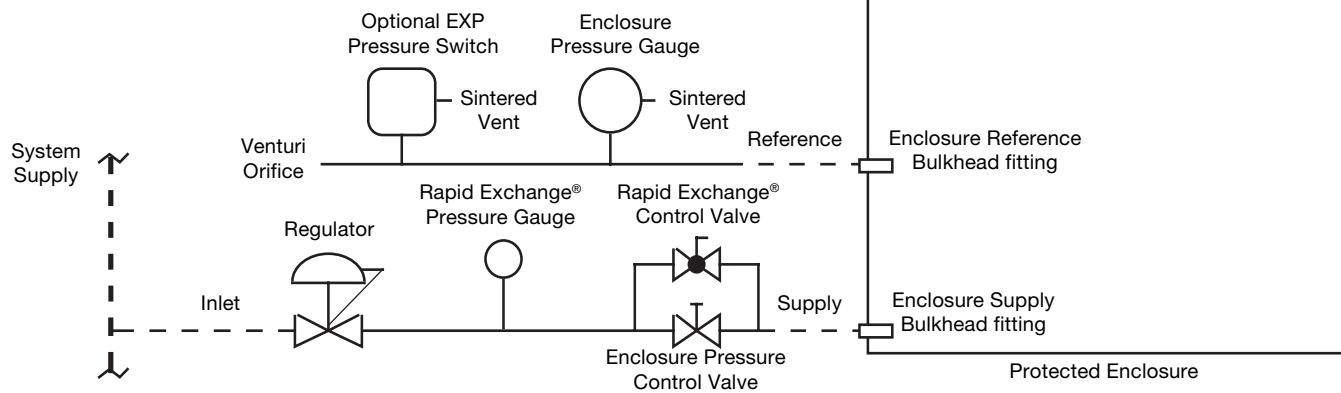 Optional EXP
Pressure Switch
Enclosure
Pressure Gauge
Sintered
Vent
Sintered
Vent
System
Supply
Venturi
Orifice
Reference
Enclosure Reference
Bulkhead fitting
Rapid Exchange®
Pressure Gauge
Rapid Exchange®
Control Valve
Regulator
Inlet
Supply
Enclosure Supply
Bulkhead fitting
Enclosure Pressure
Control Valve
Protected Enclosure